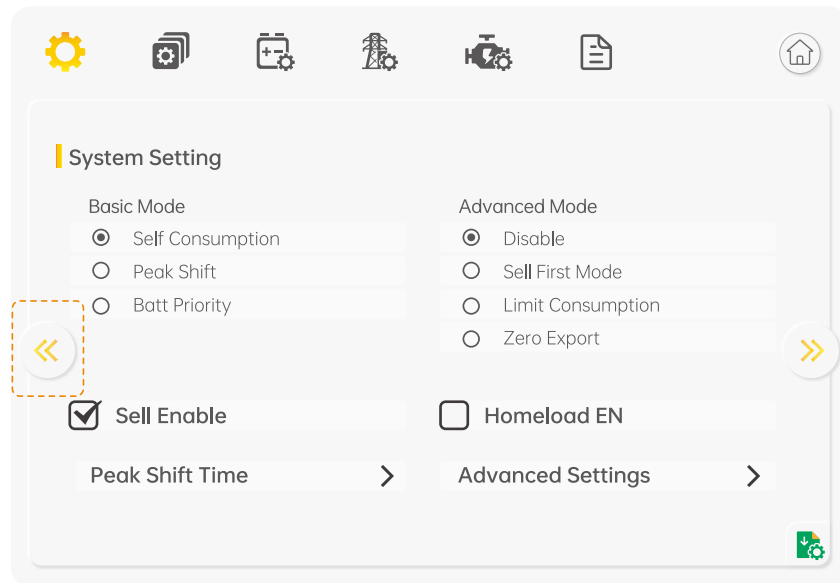 System Setting
Basic Mode
Self Consumption
Peak Shift
Batt Priority
Advanced Mode
Disable
Sell First Mode
Limit Consumption
Zero Export
Sell Enable
Homeload EN
Peak Shift Time
Advanced Settings